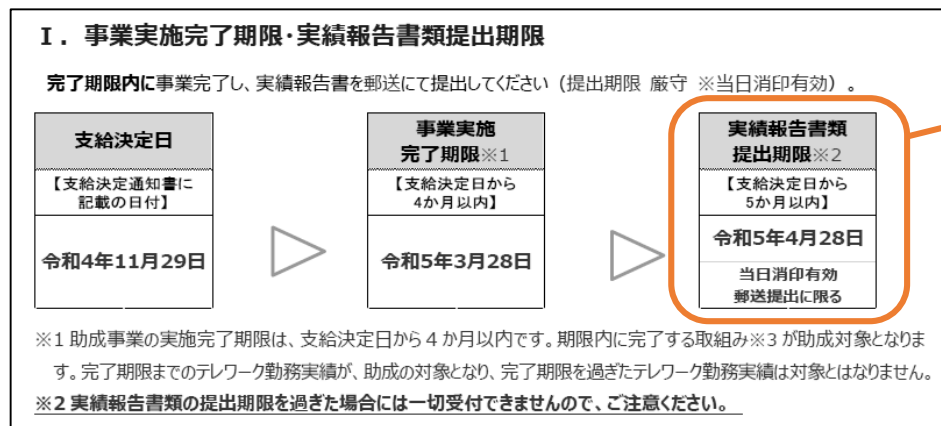 Ⅰ．事業実施完了期限・実績報告書類提出期限
完了期限内に事業完了し、実績報告書を郵送にて提出してください（提出期限 厳守 ※当日消印有効）。
支給決定日
【支給決定通知書に
記載の日付】
令和4年11月29日
事業実施
完了期限※1
【支給決定日から
4か月以内】
令和5年3月28日
実績報告書類
提出期限※2
【支給決定日から
5か月以内】
令和5年4月28日
当日消印有効
郵送提出に限る
※1 助成事業の実施完了期限は、支給決定日から 4 か月以内です。期限内に完了する取組み※3 が助成対象となりま
す。完了期限までのテレワーク勤務実績が、助成の対象となり、完了期限を過ぎたテレワーク勤務実績は対象とはなりません。
※2 実績報告書類の提出期限を過ぎた場合には一切受付できませんので、ご注意ください。